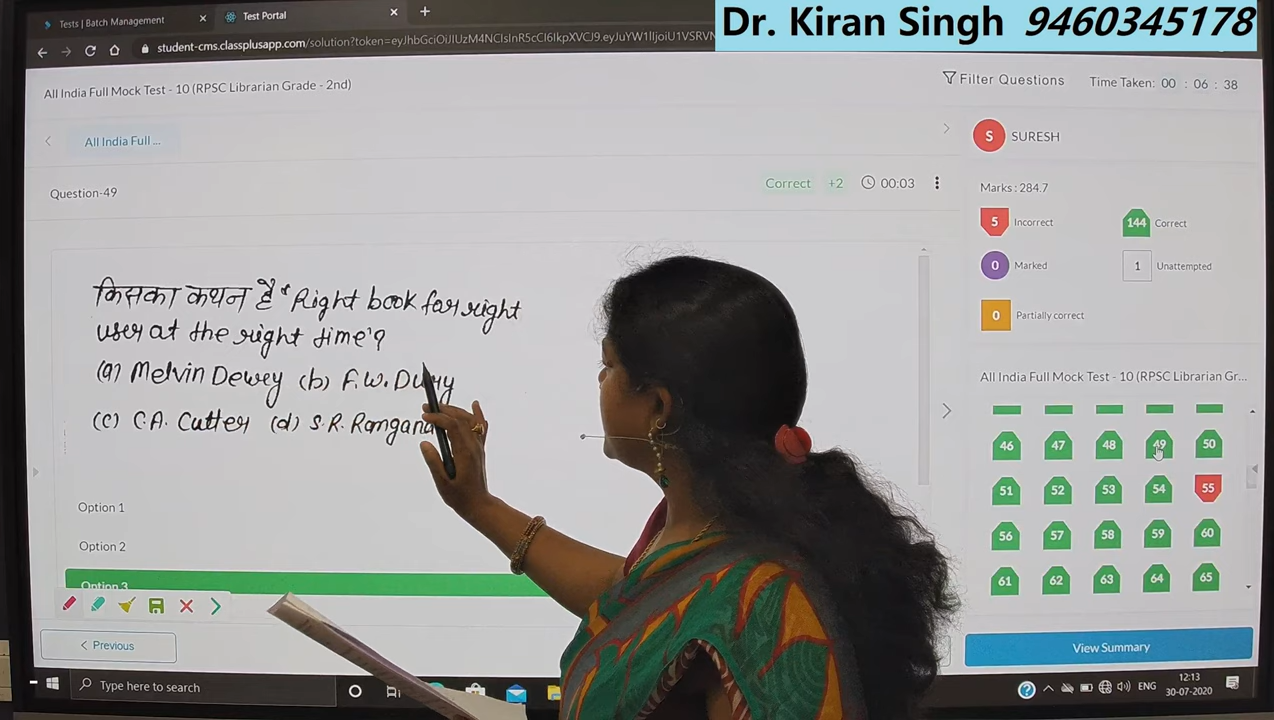 Dr. Kiran Singh 9460345178
Tests | Batch Management
Test Portal
student-cms.classplusapp.com/solution?token=
All India Full Mock Test - 10 (RPSC Librarian Grade - 2nd)
Filter Questions
Time Taken: 00 : 06 : 38
All India Full ...
S SURESH
Question-49
Correct +2 00:03
Marks : 284.7
5 Incorrect
144 Correct
0 Marked
1 Unattempted
0 Partially correct
किसका कथन है "Right book for right
user at the right time"?
(a) Melvin Dewey (b) F.W.
(c) C.A. Cutter (d) S.R.
Option 1
Option 2
Option 3
Previous
All India Full Mock Test - 10 (RPSC Librarian Gr...
46 47 48 49 50
51 52 53 54 55
56 57 58 59 60
61 62 63 64 65
View Summary
Type here to search
ENG
12:13
30-07-2020